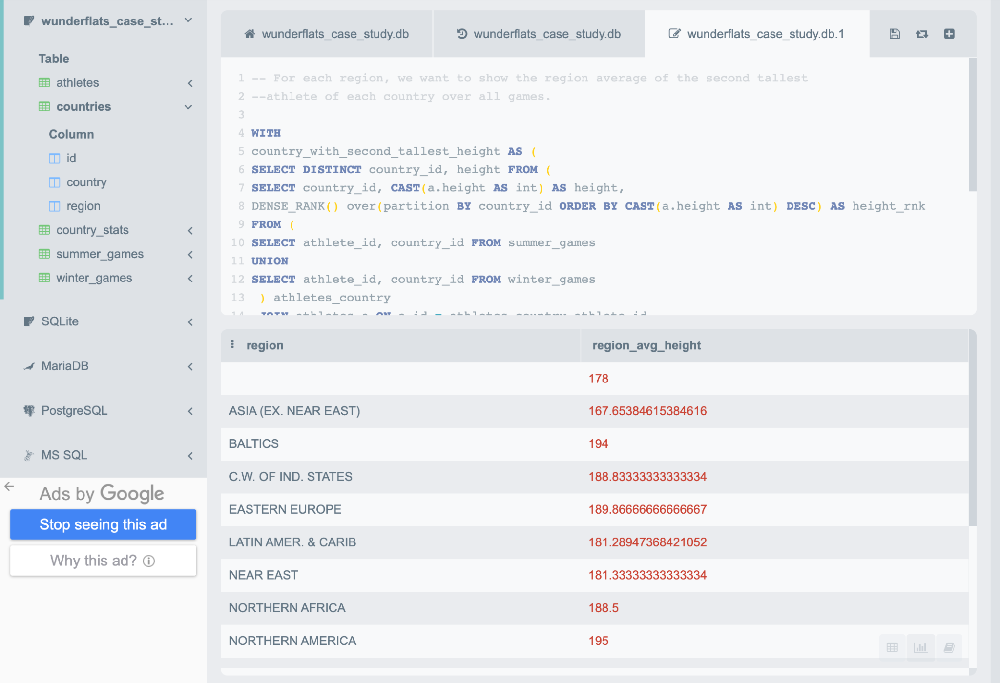 wunderflats_case_st...
Table
athletes
countries
Column
id
country
region
country_stats
summer_games
winter_games
SQLite
MariaDB
PostgreSQL
MS SQL
Ads by Google
Stop seeing this ad
Why this ad?
wunderflats_case_study.db
wunderflats_case_study.db
wunderflats_case_study.db.1
1 -- For each region, we want to show the region average of the second tallest
2 --athlete of each country over all games.
3
4 WITH
5 country_with_second_tallest_height AS (
6 SELECT DISTINCT country_id, height FROM (
7 SELECT country_id, CAST(a.height AS int) AS height,
8 DENSE_RANK() over(partition BY country_id ORDER BY CAST(a.height AS int) DESC) AS height_rnk
9 FROM (
10 SELECT athlete_id, country_id FROM summer_games
11 UNION
12 SELECT athlete_id, country_id FROM winter_games
13 ) athletes_country
14 JOIN athletes a ON a.id = athletes_country.athlete_id
region region_avg_height
178
ASIA (EX. NEAR EAST) 167.65384615384616
BALTICS 194
C.W. OF IND. STATES 188.83333333333334
EASTERN EUROPE 189.86666666666667
LATIN AMER. & CARIB 181.28947368421052
NEAR EAST 181.33333333333334
NORTHERN AFRICA 188.5
NORTHERN AMERICA 195